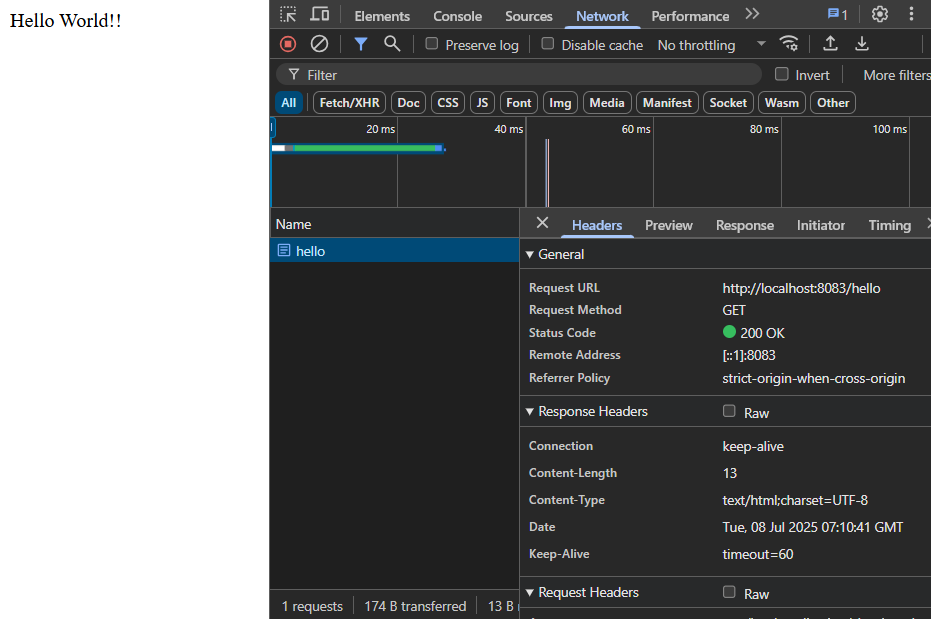 Hello World!!
Elements Console Sources Network Performance 1
Preserve log Disable cache No throttling
Filter Invert More filters
All Fetch/XHR Doc CSS JS Font Img Media Manifest Socket Wasm Other
20 ms 40 ms 60 ms 80 ms 100 ms
Name
hello
Headers Preview Response Initiator Timing
General
Request URL http://localhost:8083/hello
Request Method GET
Status Code 200 OK
Remote Address [::1]:8083
Referrer Policy strict-origin-when-cross-origin
Response Headers Raw
Connection keep-alive
Content-Length 13
Content-Type text/html;charset=UTF-8
Date Tue, 08 Jul 2025 07:10:41 GMT
Keep-Alive timeout=60
Request Headers Raw
1 requests 174 B transferred 13 B